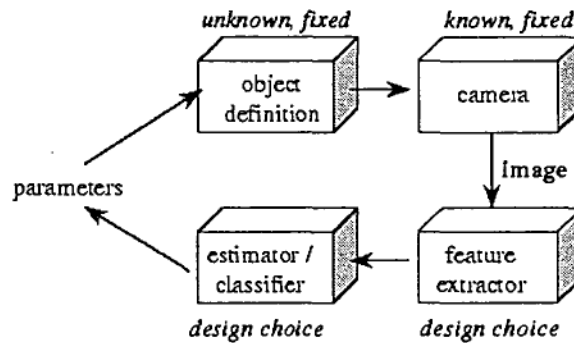 unknown, fixed
known, fixed
object
definition
camera
image
parameters
estimator /
classifier
feature
extractor
design choice
design choice